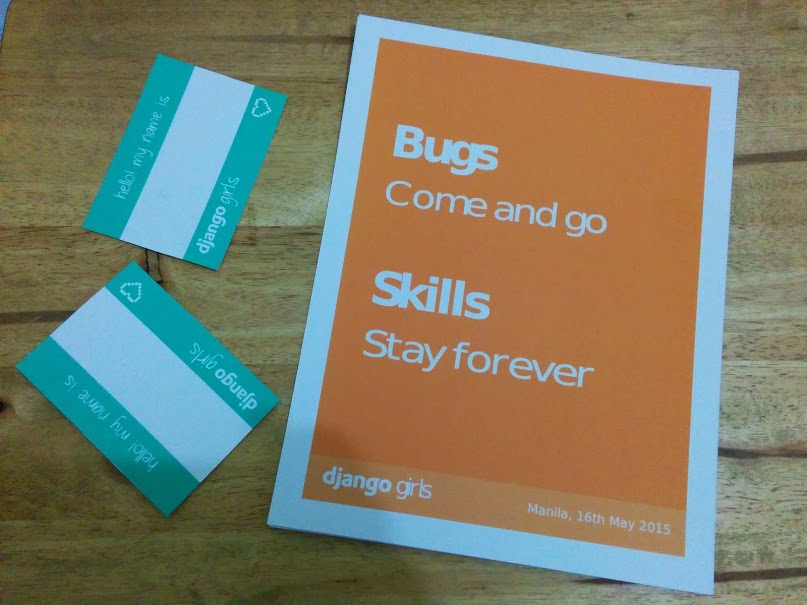 hello! my name is
django girls
django girls
hello! my name is
Bugs
Come and go
Skills
Stay forever
django girls
Manila, 16th May 2015